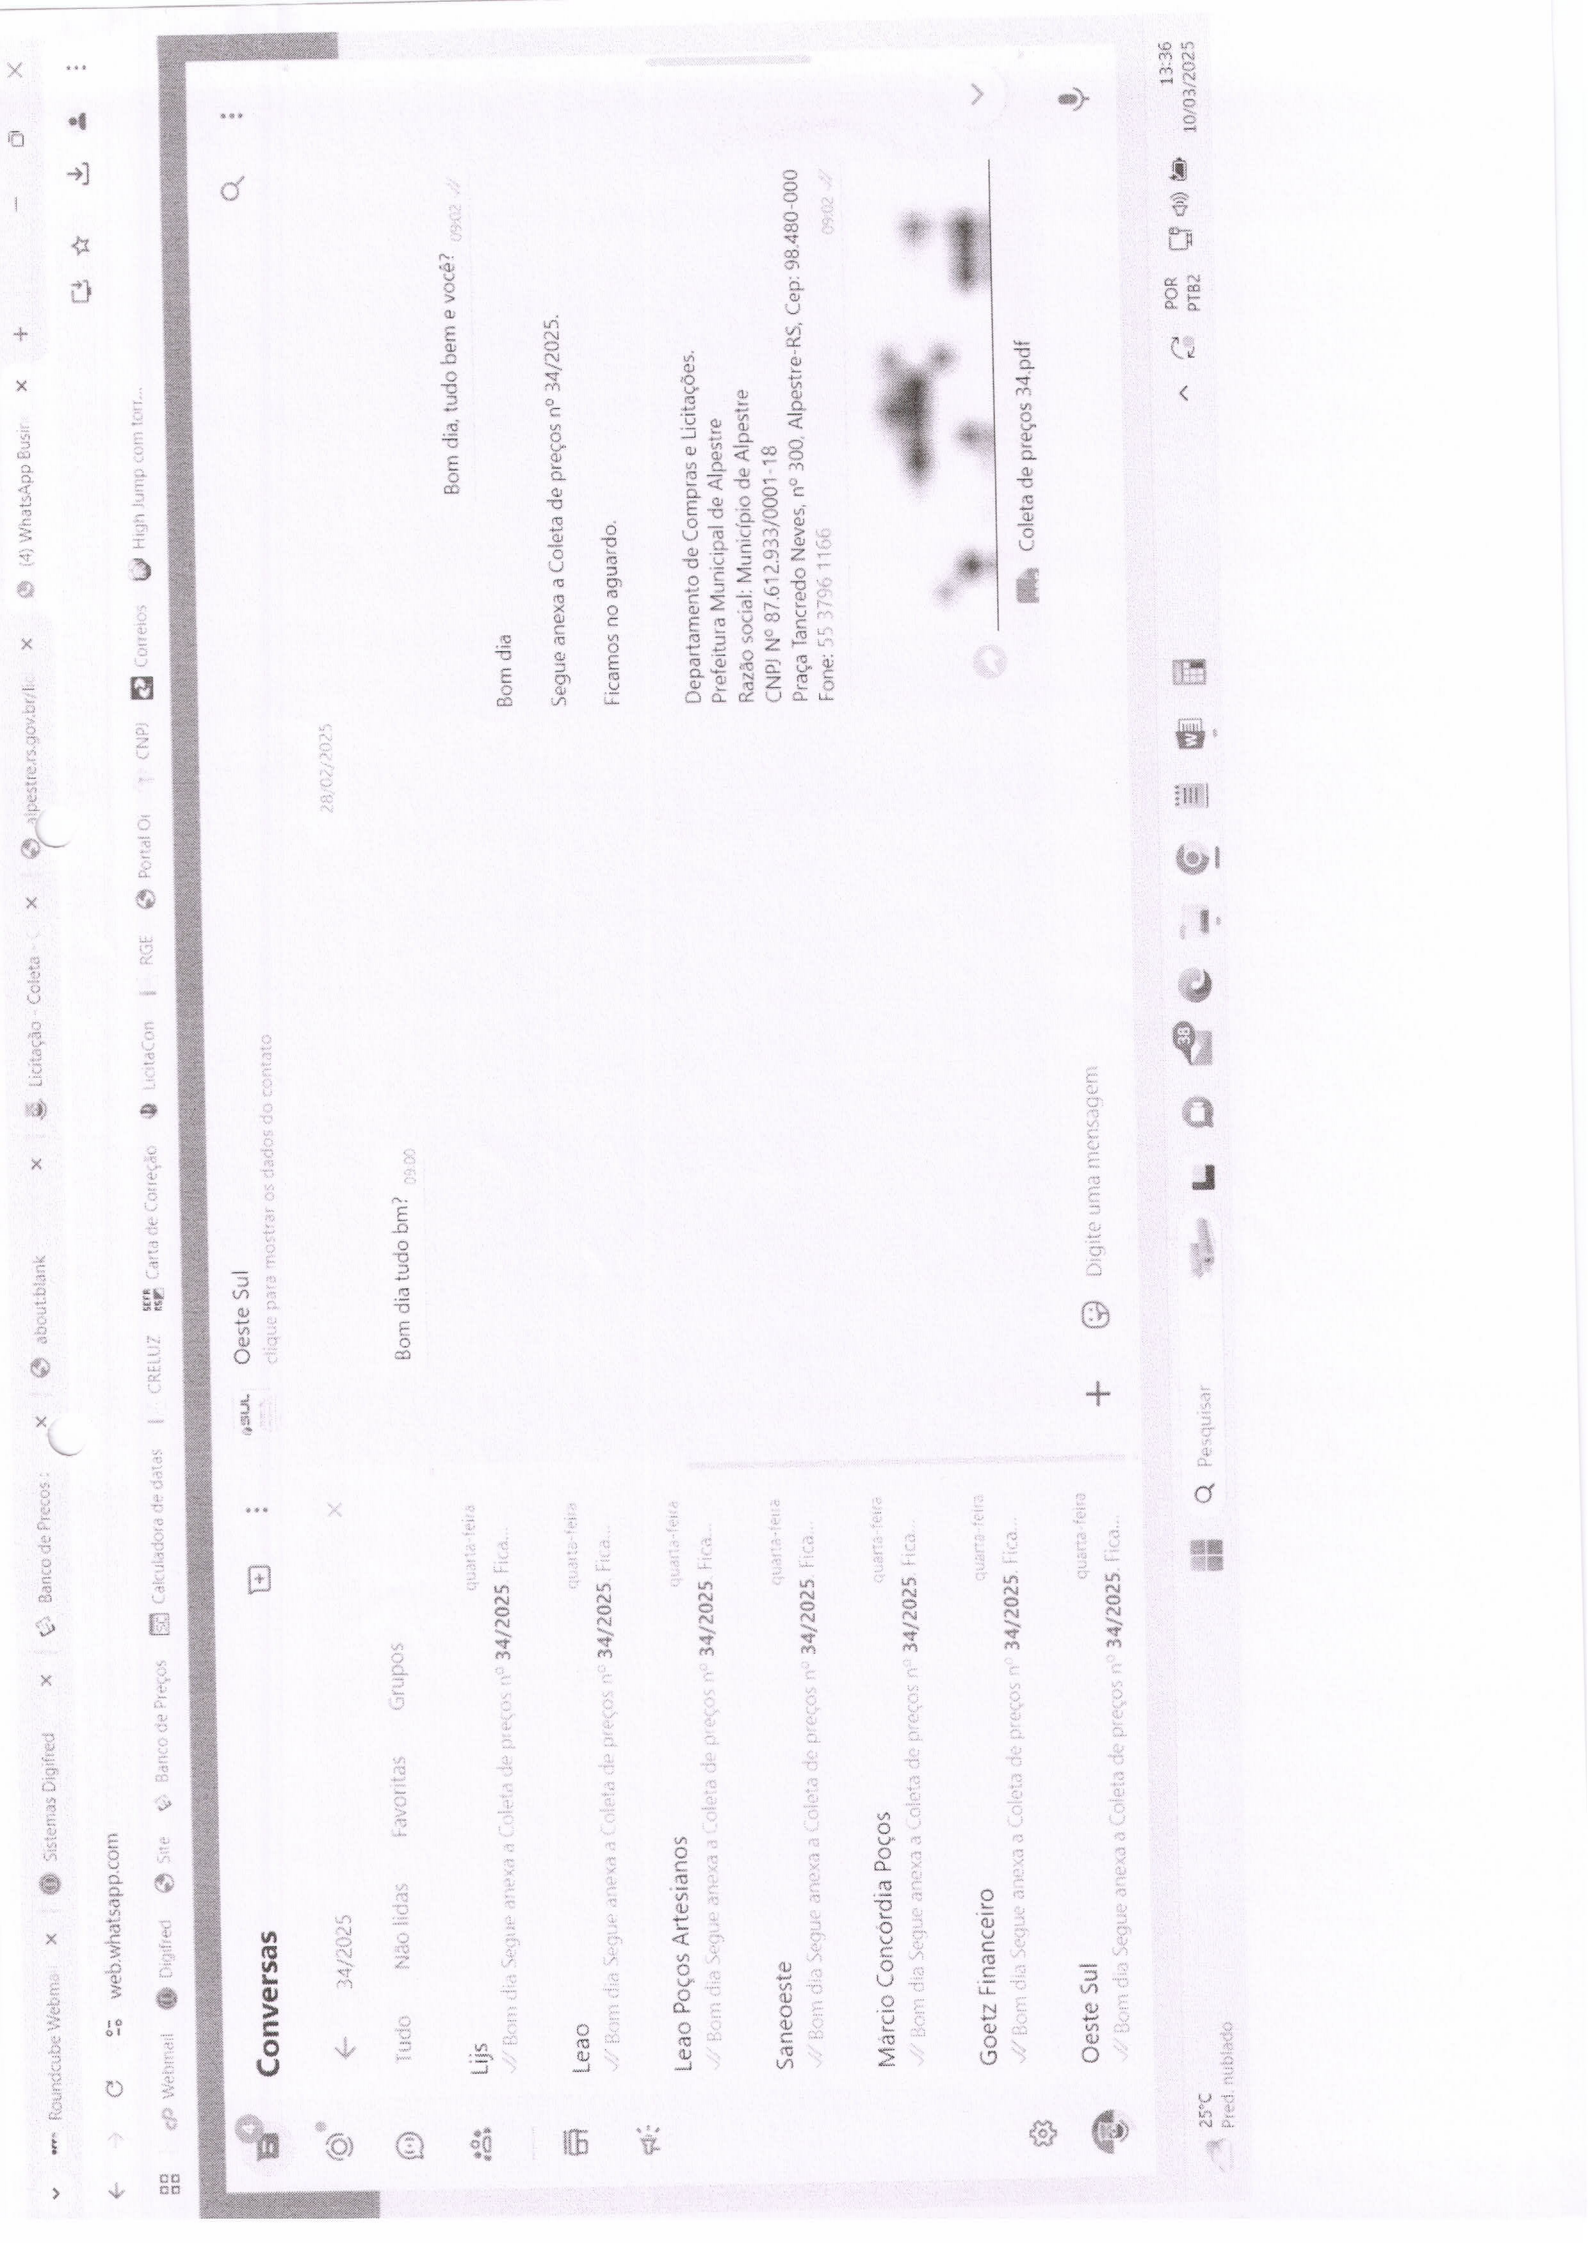 Roundcube Webmai
Sistemas Digifred
Banco de Precos :
about:blank
Licitação - Coleta - C
alpestre.rs.gov.br/lic
(4) WhatsApp Busin
web.whatsapp.com
Webmail
Digifred
Site
Banco de Preços
Calculadora de datas
CRELUZ
Carta de Correção
LicitaCon
RGE
Portal Or
CNPJ
Correios
High Jump com torr...
4
Conversas
34/2025
Tudo Não lidas Favoritas Grupos
Lijs quarta-feira
Bom dia Segue anexa a Coleta de preços nº 34/2025. Fica...
Leao quarta-feira
Bom dia Segue anexa a Coleta de preços nº 34/2025. Fica...
Leao Poços Artesianos quarta-feira
Bom dia Segue anexa a Coleta de preços nº 34/2025. Fica...
Saneoeste quarta-feira
Bom dia Segue anexa a Coleta de preços nº 34/2025. Fica...
Márcio Concórdia Poços quarta-feira
Bom dia Segue anexa a Coleta de preços nº 34/2025. Fica...
Goetz Financeiro quarta-feira
Bom dia Segue anexa a Coleta de preços nº 34/2025. Fica...
Oeste Sul quarta-feira
Bom dia Segue anexa a Coleta de preços nº 34/2025. Fica...
SUL
Oeste Sul
clique para mostrar os dados do contato
28/02/2025
Bom dia tudo bm? 09:00
Bom dia, tudo bem e você? 09:02
Bom dia
Segue anexa a Coleta de preços nº 34/2025.
Ficamos no aguardo.
Departamento de Compras e Licitações.
Prefeitura Municipal de Alpestre
Razão social: Município de Alpestre
CNPJ Nº 87.612.933/0001-18
Praça Tancredo Neves, nº 300, Alpestre-RS, Cep: 98.480-000
Fone: 55 3796 1166 09:02
Coleta de preços 34.pdf
Digite uma mensagem
25°C
Pred. nublado
Pesquisar
38
POR
PTB2
13:36
10/03/2025